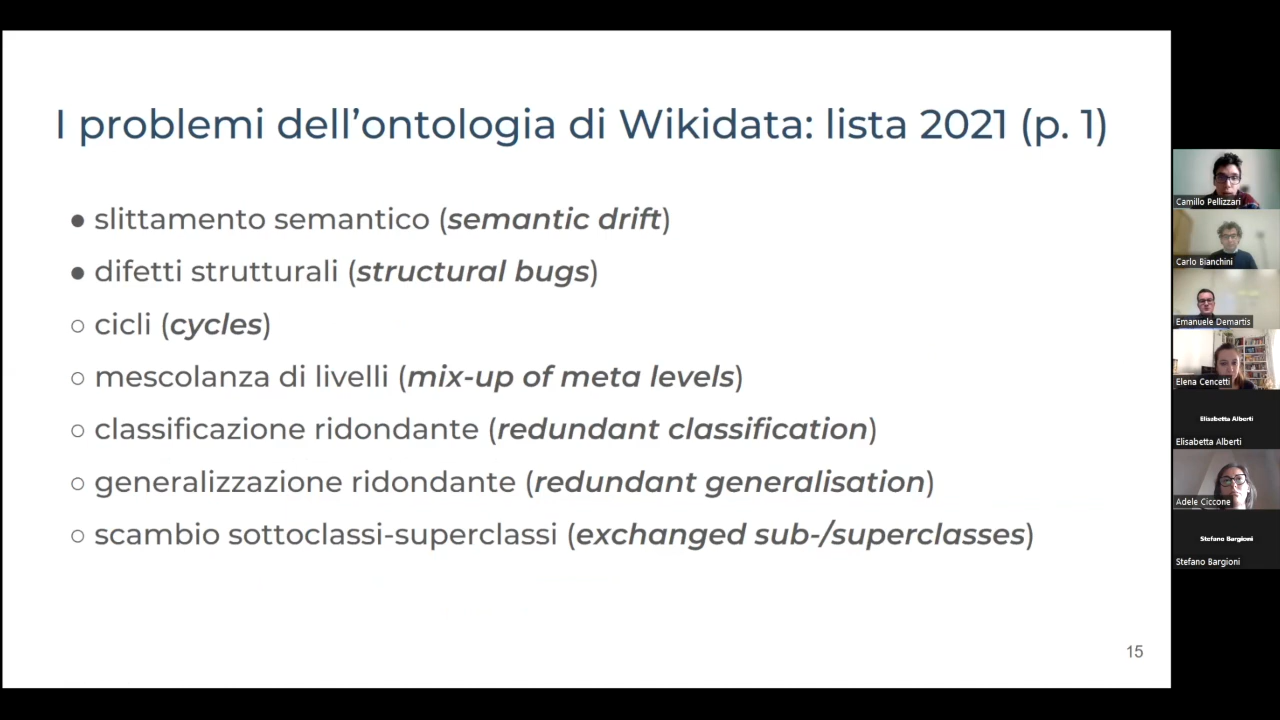 I problemi dell'ontologia di Wikidata: lista 2021 (p. 1)
● slittamento semantico (semantic drift)
● difetti strutturali (structural bugs)
○ cicli (cycles)
○ mescolanza di livelli (mix-up of meta levels)
○ classificazione ridondante (redundant classification)
○ generalizzazione ridondante (redundant generalisation)
○ scambio sottoclassi-superclassi (exchanged sub-/superclasses)
15
Camillo Pellizzari
Carlo Bianchini
Emanuele Demartis
Elena Cencetti
Elisabetta Alberti
Elisabetta Alberti
Adele Ciccone
Stefano Bargioni
Stefano Bargioni